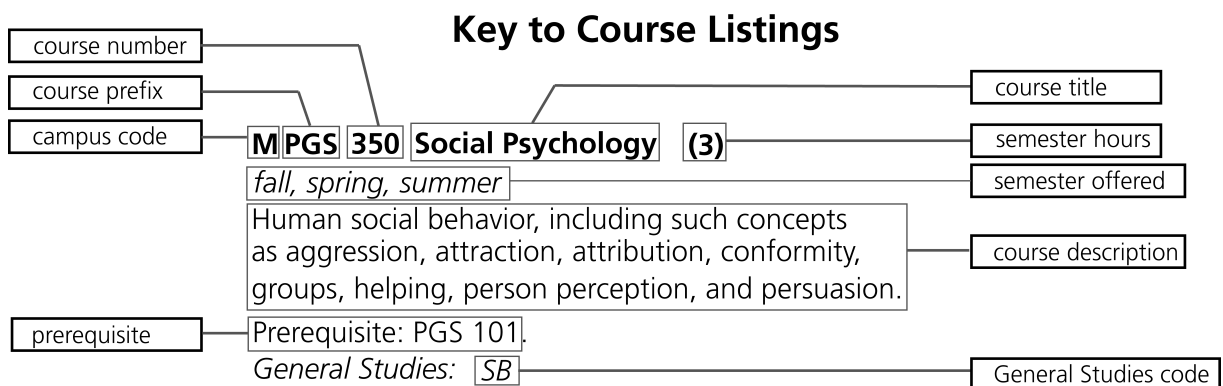 Key to Course Listings
course number
course prefix
campus code
course title
semester hours
semester offered
M PGS 350 Social Psychology (3)
fall, spring, summer
Human social behavior, including such concepts
as aggression, attraction, attribution, conformity,
groups, helping, person perception, and persuasion.
course description
prerequisite
Prerequisite: PGS 101.
General Studies: SB
General Studies code